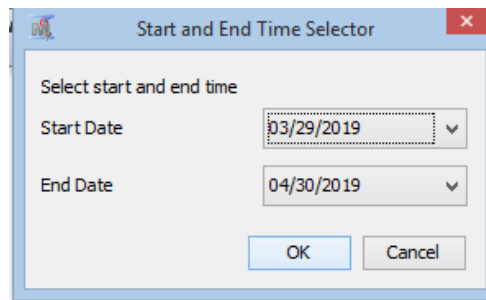 Start and End Time Selector
Select start and end time
Start Date 03/29/2019
End Date 04/30/2019
OK Cancel